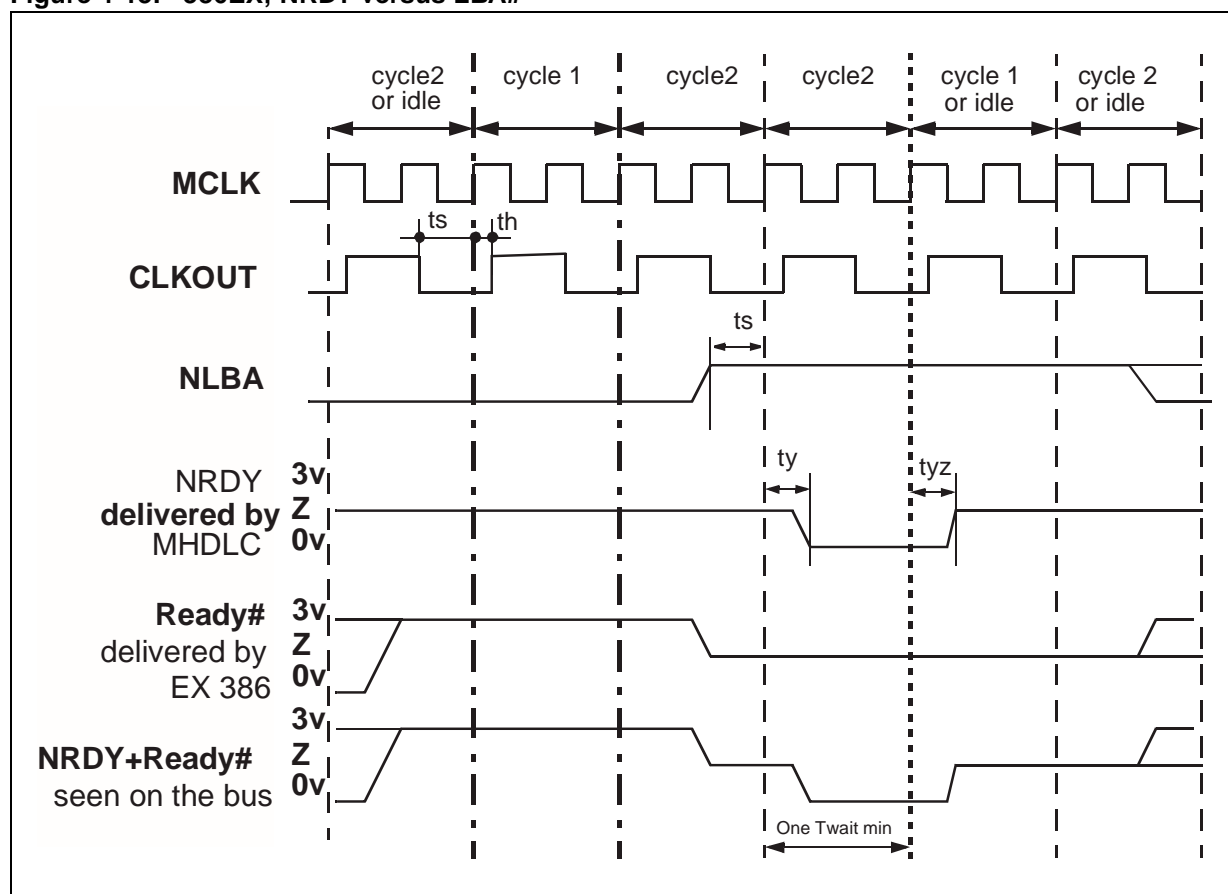 cycle2 or idle
cycle 1
cycle2
cycle2
cycle 1 or idle
cycle 2 or idle
MCLK
ts
th
CLKOUT
ts
NLBA
ty
tyz
NRDY
delivered by
MHDLC
3v
Z
0v
Ready#
delivered by
EX 386
3v
Z
0v
NRDY+Ready#
seen on the bus
3v
Z
0v
One Twait min